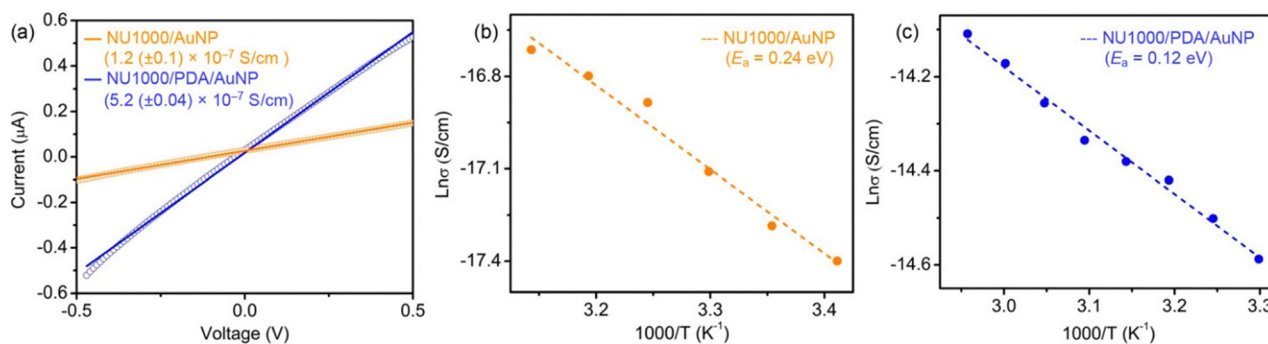 (a)
NU1000/AuNP
(1.2 (±0.1) × 10⁻⁷ S/cm )
NU1000/PDA/AuNP
(5.2 (±0.04) × 10⁻⁷ S/cm)
0.6
0.4
0.2
0.0
-0.2
-0.4
-0.6
Current (µA)
-0.5
0.0
0.5
Voltage (V)
(b)
NU1000/AuNP
(Eₐ = 0.24 eV)
-16.8
-17.1
-17.4
Lnσ (S/cm)
3.2
3.3
3.4
1000/T (K⁻¹)
(c)
NU1000/PDA/AuNP
(Eₐ = 0.12 eV)
-14.2
-14.4
-14.6
Lnσ (S/cm)
3.0
3.1
3.2
3.3
1000/T (K⁻¹)